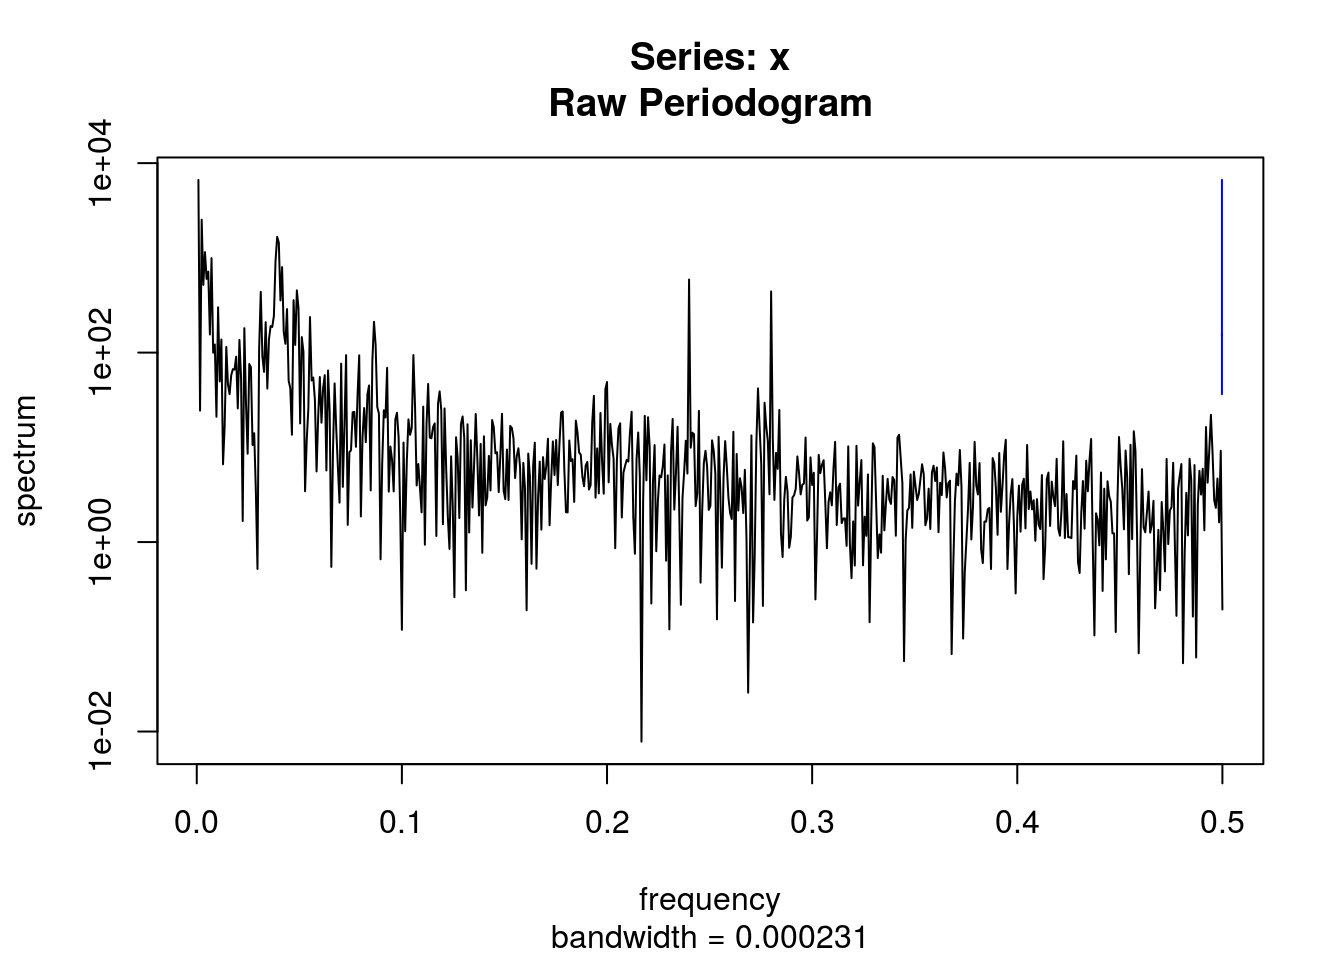 Series: x
Raw Periodogram
1e+04
1e+02
1e+00
1e-02
spectrum
0.0 0.1 0.2 0.3 0.4 0.5
frequency
bandwidth = 0.000231